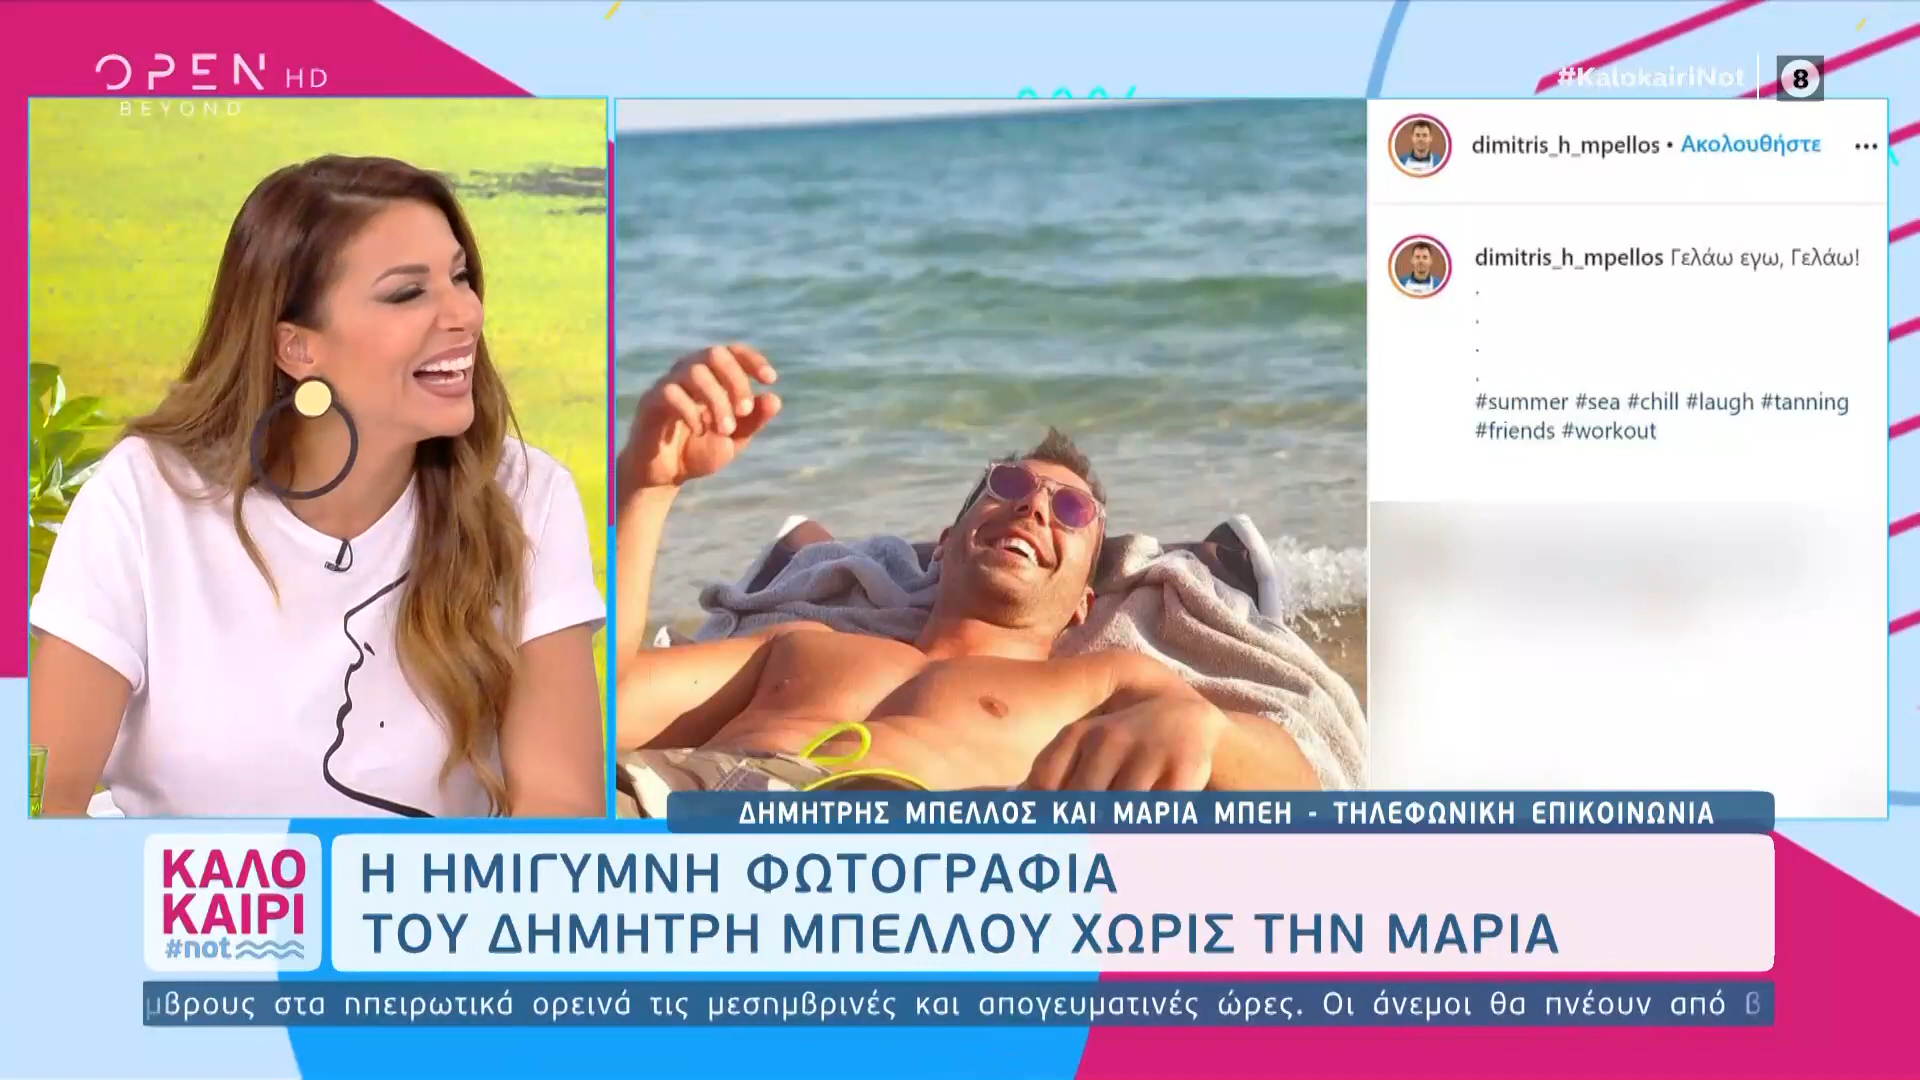 OPEN HD
BEYOND
#KalokairiNot
8
dimitris_h_mpellos • Ακολουθήστε
dimitris_h_mpellos Γελάω εγω, Γελάω!
.
.
.
.
#summer #sea #chill #laugh #tanning
#friends #workout
ΔΗΜΗΤΡΗΣ ΜΠΕΛΛΟΣ ΚΑΙ ΜΑΡΙΑ ΜΠΕΗ - ΤΗΛΕΦΩΝΙΚΗ ΕΠΙΚΟΙΝΩΝΙΑ
ΚΑΛΟ
ΚΑΙΡΙ
#not
Η ΗΜΙΓΥΜΝΗ ΦΩΤΟΓΡΑΦΙΑ
ΤΟΥ ΔΗΜΗΤΡΗ ΜΠΕΛΛΟΥ ΧΩΡΙΣ ΤΗΝ ΜΑΡΙΑ
μβρους στα ηπειρωτικά ορεινά τις μεσημβρινές και απογευματινές ώρες. Οι άνεμοι θα πνέουν από β